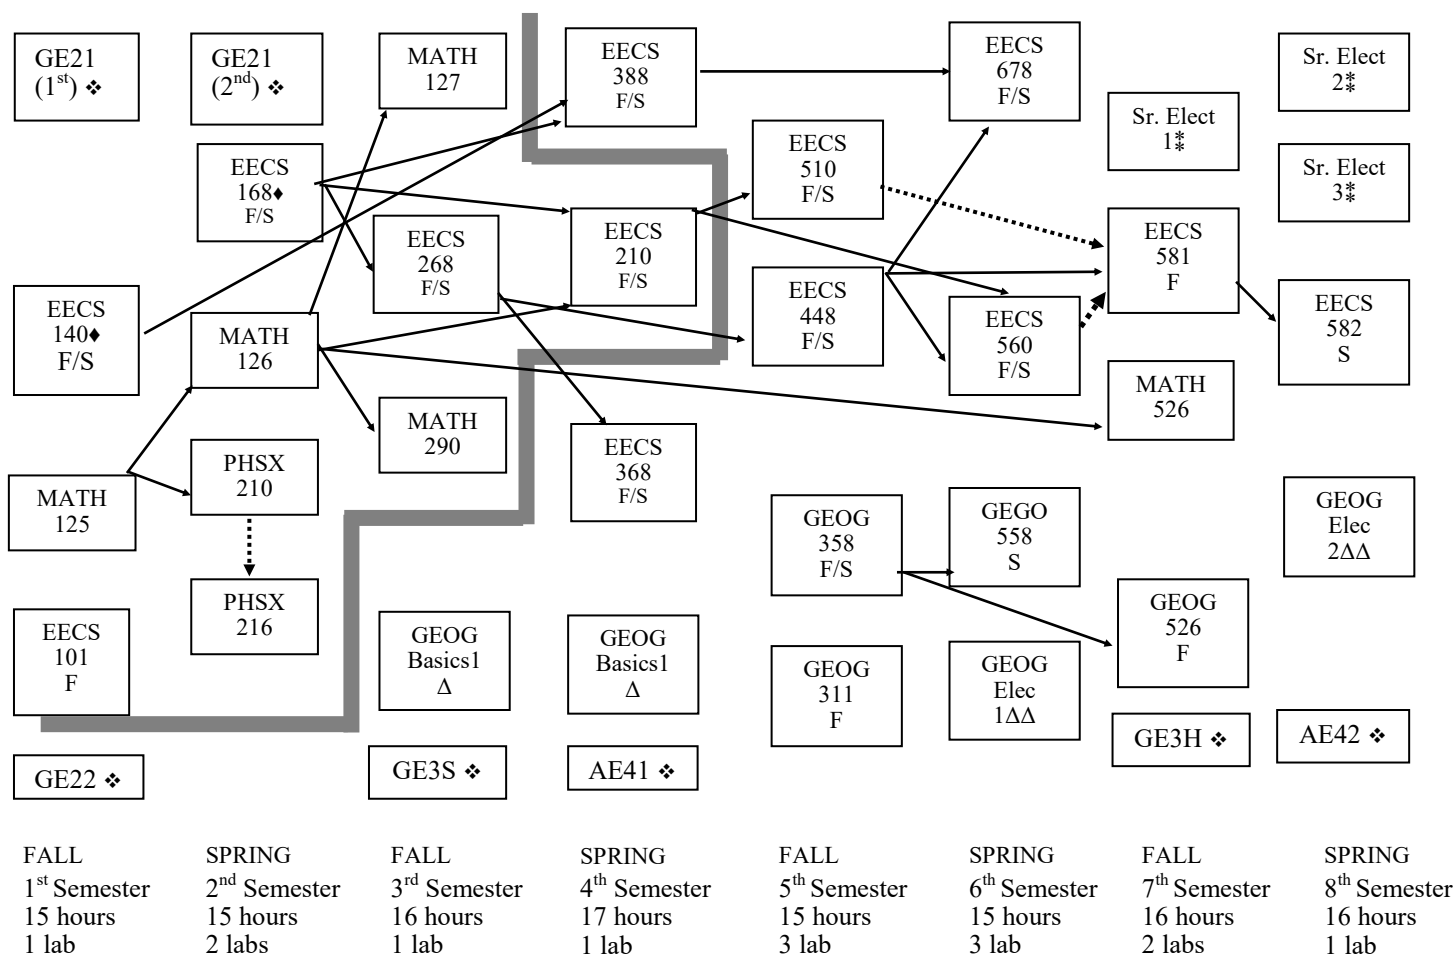 GE21
(1st) ❖
EECS
140♦
F/S
MATH
125
EECS
101
F
GE22 ❖
GE21
(2nd) ❖
EECS
168♦
F/S
MATH
126
PHSX
210
PHSX
216
MATH
127
EECS
268
F/S
MATH
290
GEOG
Basics1
Δ
GE3S ❖
EECS
388
F/S
EECS
210
F/S
EECS
368
F/S
GEOG
Basics1
Δ
AE41 ❖
EECS
510
F/S
EECS
448
F/S
GEOG
358
F/S
GEOG
311
F
EECS
678
F/S
EECS
560
F/S
GEGO
558
S
GEOG
Elec
1ΔΔ
Sr. Elect
1⁑
EECS
581
F
MATH
526
GEOG
526
F
GE3H ❖
Sr. Elect
2⁑
Sr. Elect
3⁑
EECS
582
S
GEOG
Elec
2ΔΔ
AE42 ❖
FALL
1st Semester
15 hours
1 lab
SPRING
2nd Semester
15 hours
2 labs
FALL
3rd Semester
16 hours
1 lab
SPRING
4th Semester
17 hours
1 lab
FALL
5th Semester
15 hours
3 lab
SPRING
6th Semester
15 hours
3 lab
FALL
7th Semester
16 hours
2 labs
SPRING
8th Semester
16 hours
1 lab